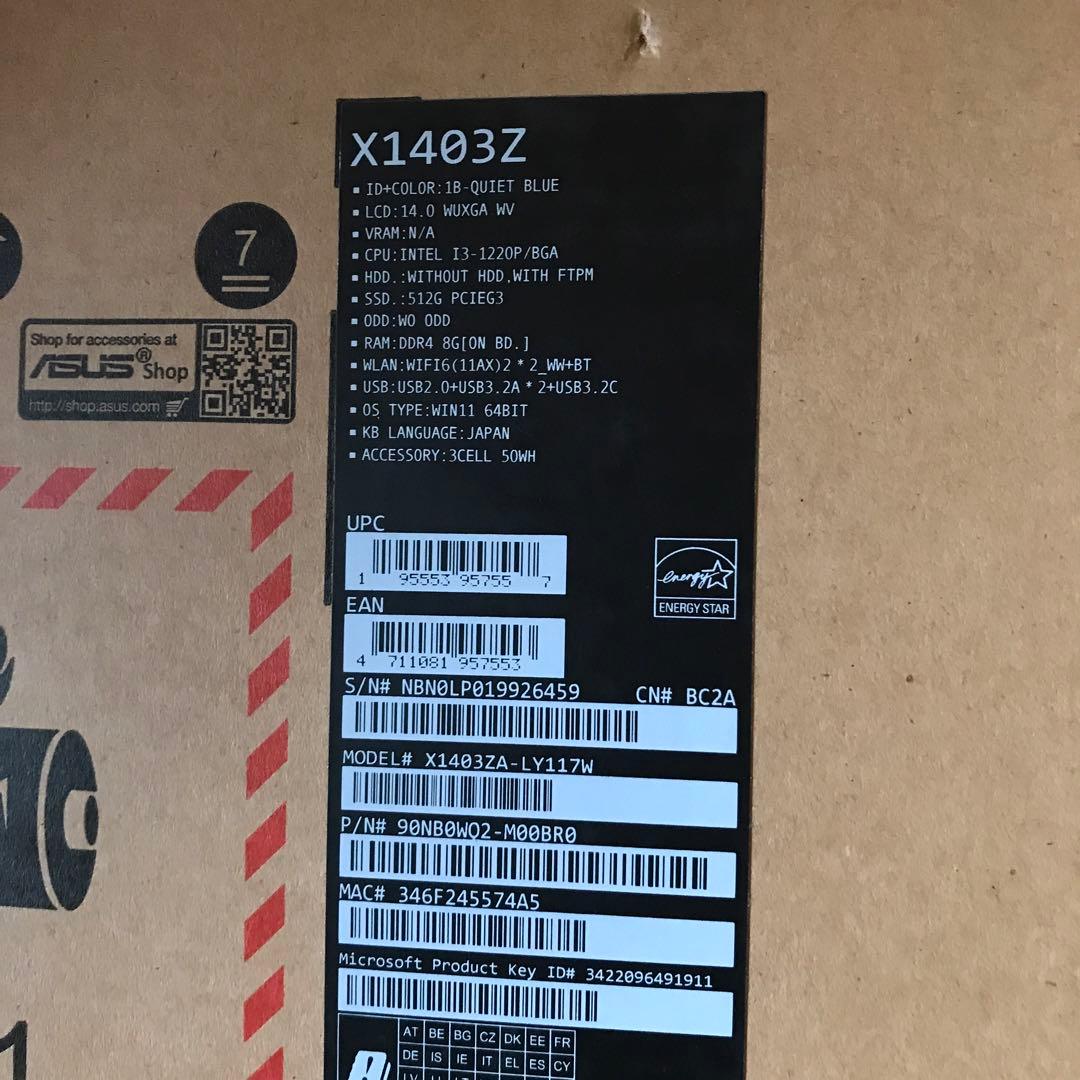 X1403Z
▪ ID+COLOR:1B-QUIET BLUE
▪ LCD:14.0 WUXGA WV
▪ VRAM:N/A
▪ CPU:INTEL I3-1220P/BGA
▪ HDD.:WITHOUT HDD,WITH FTPM
▪ SSD.:512G PCIEG3
▪ ODD:WO ODD
▪ RAM:DDR4 8G[ON BD.]
▪ WLAN:WIFI6(11AX)2*2_WW+BT
▪ USB:USB2.0+USB3.2A*2+USB3.2C
▪ OS TYPE:WIN11 64BIT
▪ KB LANGUAGE:JAPAN
▪ ACCESSORY:3CELL 50WH
7
Shop for accessories at
ASUS® Shop
http://shop.asus.com
UPC
1 95553 95755 7
energy
ENERGY STAR
EAN
4 711081 957553
S/N# NBN0LP019926459 CN# BC2A
MODEL# X1403ZA-LY117W
P/N# 90NB0WQ2-M00BR0
MAC# 346F245574A5
Microsoft Product Key ID# 3422096491911
AT BE BG CZ DK EE FR
DE IS IE IT EL ES CY